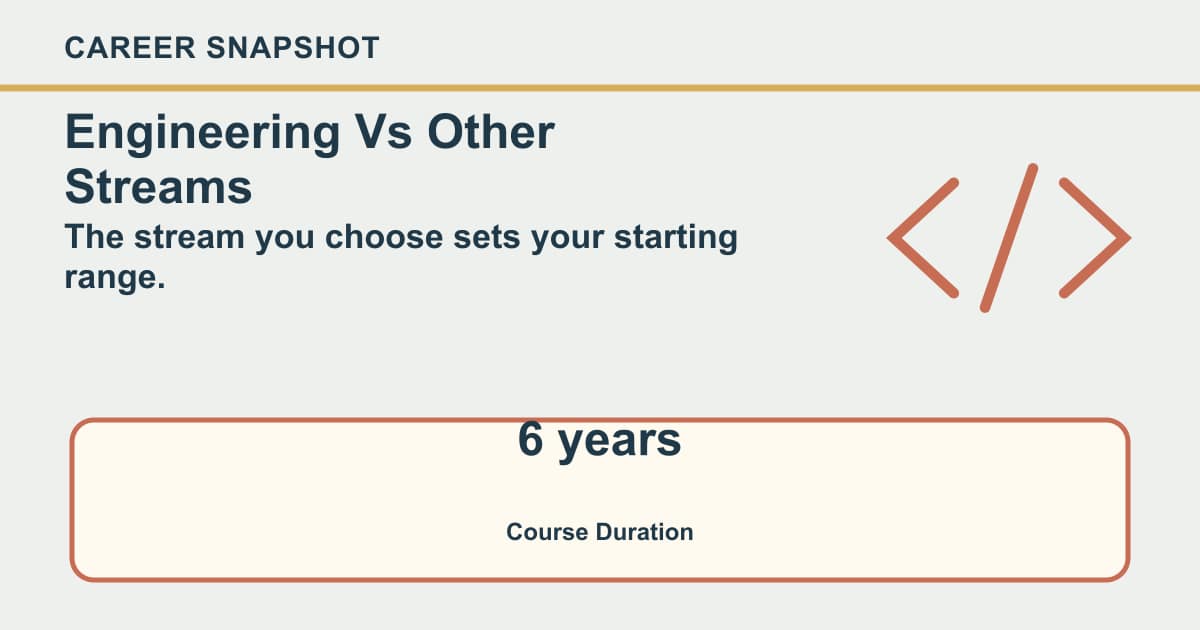 CAREER SNAPSHOT
Engineering Vs Other
Streams
The stream you choose sets your starting
range.
6 years
Course Duration